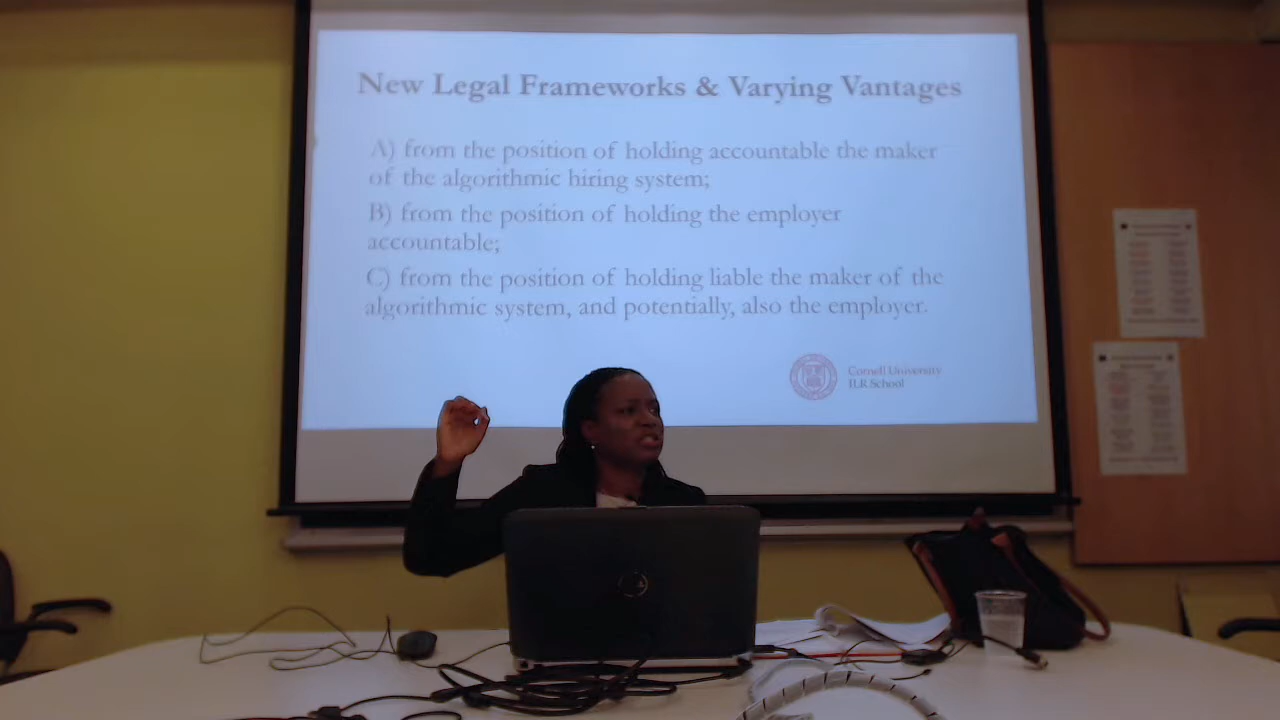 New Legal Frameworks & Varying Vantages
A) from the position of holding accountable the maker
of the algorithmic hiring system;
B) from the position of holding the employer
accountable;
C) from the position of holding liable the maker of the
algorithmic system, and potentially, also the employer.
Cornell University
ILR School